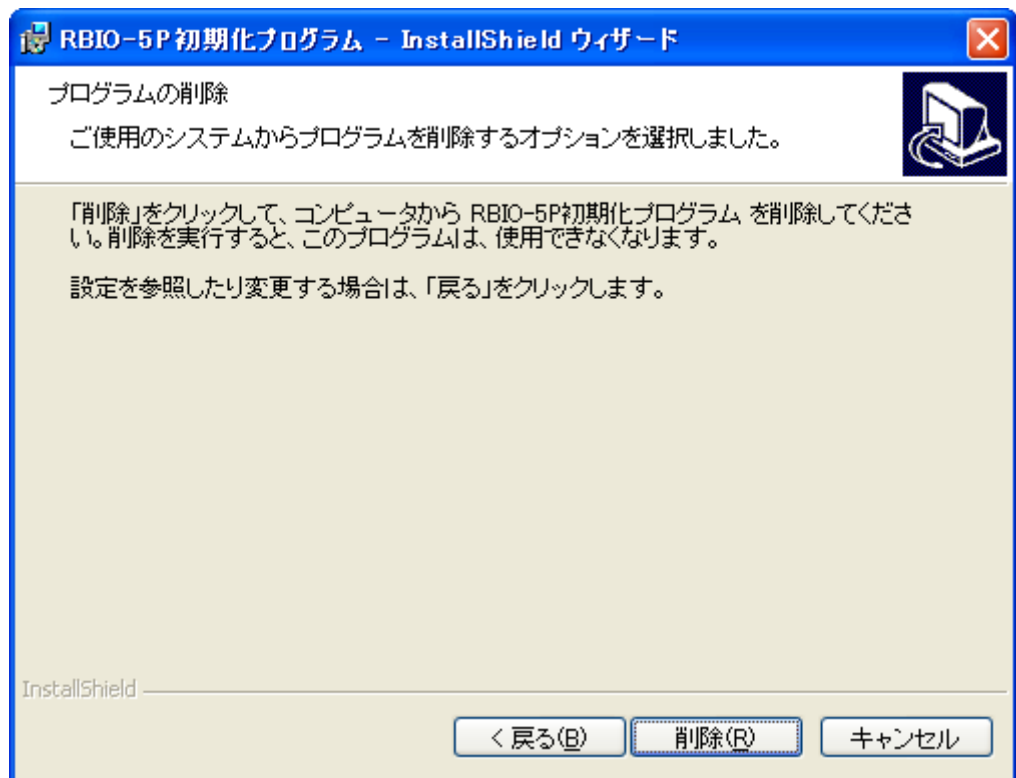 RBIO-5P初期化プログラム - InstallShield ウィザード
プログラムの削除
ご使用のシステムからプログラムを削除するオプションを選択しました。
「削除」をクリックして、コンピュータから RBIO-5P初期化プログラム を削除してくださ
い。削除を実行すると、このプログラムは、使用できなくなります。
設定を参照したり変更する場合は、「戻る」をクリックします。
InstallShield
< 戻る(B)
削除(R)
キャンセル